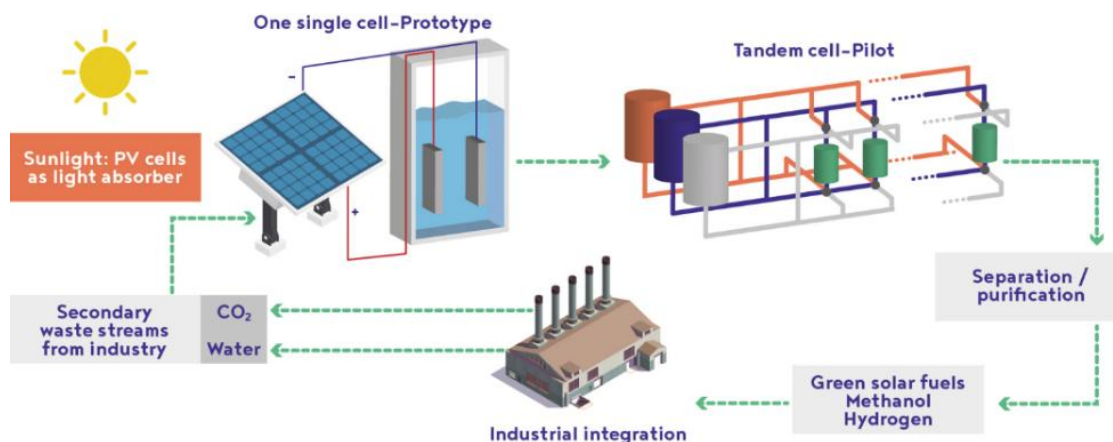 One single cell-Prototype
Tandem cell-Pilot
Sunlight: PV cells
as light absorber
−
+
Separation /
purification
Secondary
waste streams
from industry
CO₂
Water
Green solar fuels
Methanol
Hydrogen
Industrial integration